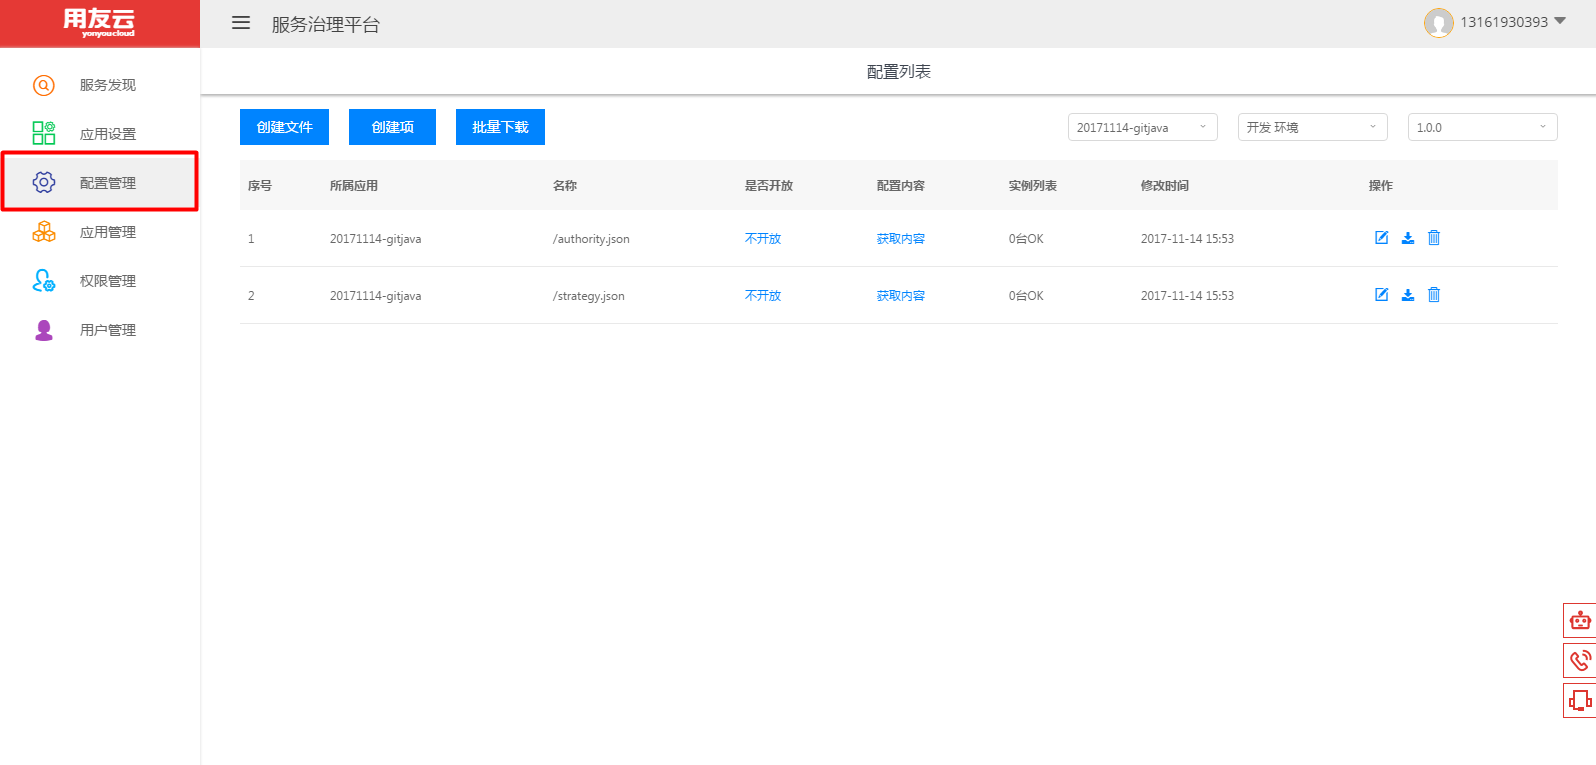 用友云
yonyoucloud
服务治理平台
13161930393
服务发现
应用设置
配置管理
应用管理
权限管理
用户管理
配置列表
创建文件 创建项 批量下载 20171114-gitjava 开发 环境 1.0.0
序号 所属应用 名称 是否开放 配置内容 实例列表 修改时间 操作
1 20171114-gitjava /authority.json 不开放 获取内容 0台OK 2017-11-14 15:53
2 20171114-gitjava /strategy.json 不开放 获取内容 0台OK 2017-11-14 15:53